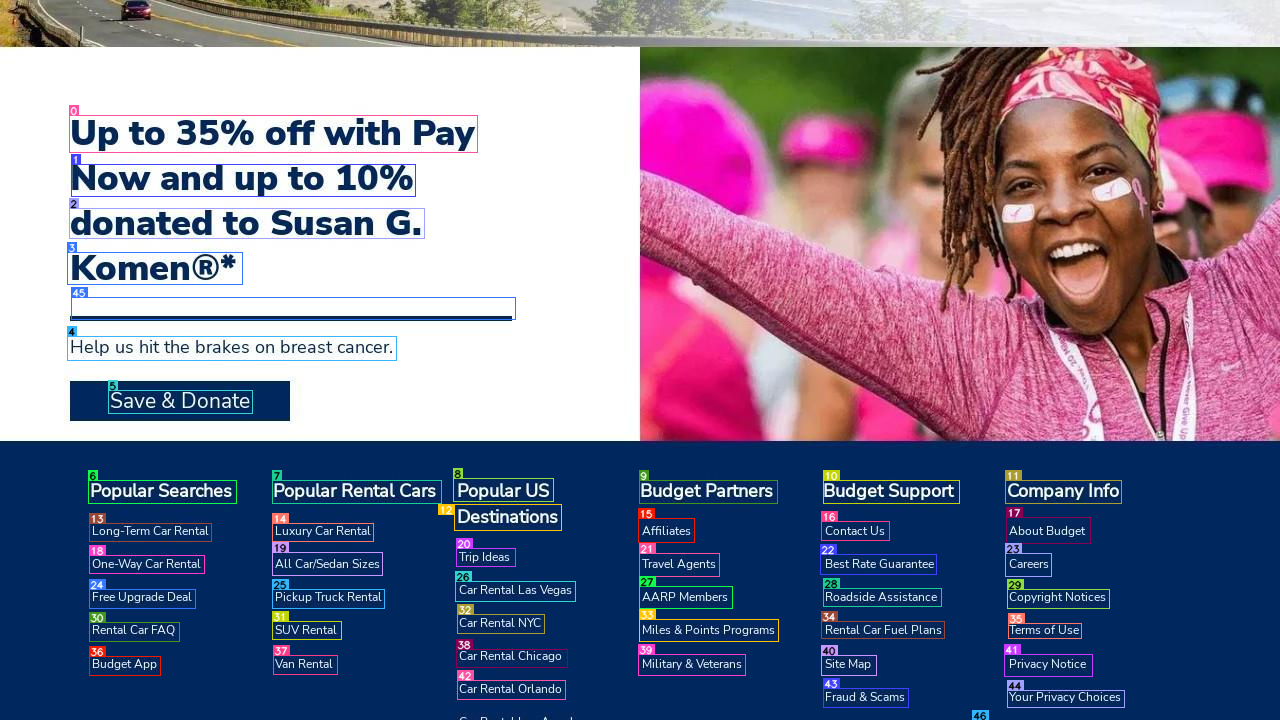 Up to 35% off with Pay
Now and up to 10%
donated to Susan G.
Komen®*
Help us hit the brakes on breast cancer.
Save & Donate
Popular Searches
Long-Term Car Rental
One-Way Car Rental
Free Upgrade Deal
Rental Car FAQ
Budget App
Popular Rental Cars
Luxury Car Rental
All Car/Sedan Sizes
Pickup Truck Rental
SUV Rental
Van Rental
Popular US
Destinations
Trip Ideas
Car Rental Las Vegas
Car Rental NYC
Car Rental Chicago
Car Rental Orlando
Budget Partners
Affiliates
Travel Agents
AARP Members
Miles & Points Programs
Military & Veterans
Budget Support
Contact Us
Best Rate Guarantee
Roadside Assistance
Rental Car Fuel Plans
Site Map
Fraud & Scams
Company Info
About Budget
Careers
Copyright Notices
Terms of Use
Privacy Notice
Your Privacy Choices